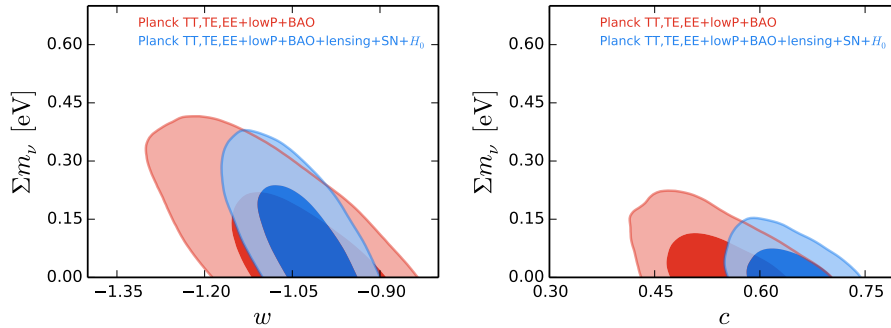 Planck TT,TE,EE+lowP+BAO
Planck TT,TE,EE+lowP+BAO+lensing+SN+H₀
0.60
0.45
0.30
0.15
0.00
Σmν [eV]
−1.35 −1.20 −1.05 −0.90
w
Planck TT,TE,EE+lowP+BAO
Planck TT,TE,EE+lowP+BAO+lensing+SN+H₀
0.60
0.45
0.30
0.15
0.00
Σmν [eV]
0.30 0.45 0.60 0.75
c